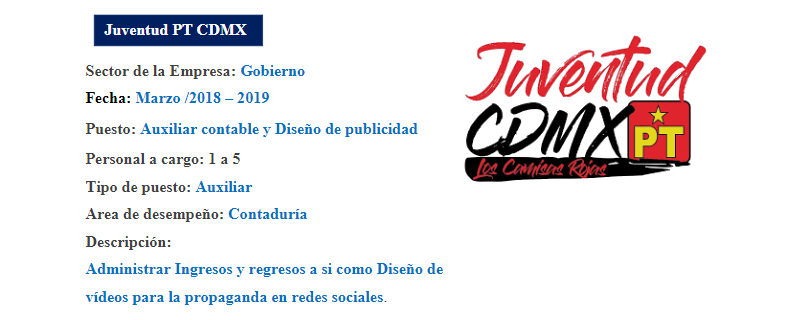 Juventud PT CDMX
Sector de la Empresa: Gobierno
Fecha: Marzo /2018 – 2019
Puesto: Auxiliar contable y Diseño de publicidad
Personal a cargo: 1 a 5
Tipo de puesto: Auxiliar
Area de desempeño: Contaduría
Descripción:
Administrar Ingresos y regresos a si como Diseño de
vídeos para la propaganda en redes sociales.
Juventud
CDMX PT
Los Camisas Rojas